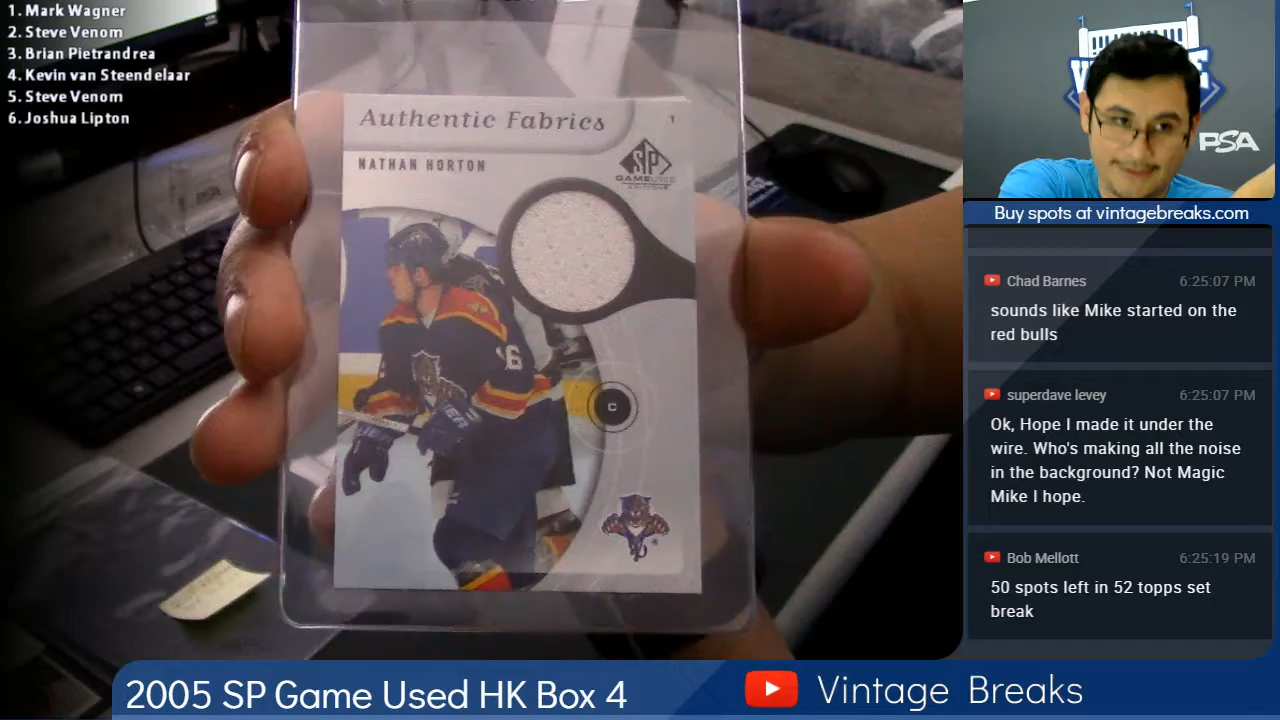 1. Mark Wagner
2. Steve Venom
3. Brian Pietrandrea
4. Kevin van Steendelaar
5. Steve Venom
6. Joshua Lipton
Authentic Fabrics
NATHAN HORTON
SP
GAME USED
16
C
PSA
Buy spots at vintagebreaks.com
Chad Barnes 6:25:07 PM
sounds like Mike started on the
red bulls
superdave levey 6:25:07 PM
Ok, Hope I made it under the
wire. Who's making all the noise
in the background? Not Magic
Mike I hope.
Bob Mellott 6:25:19 PM
50 spots left in 52 topps set
break
2005 SP Game Used HK Box 4
Vintage Breaks